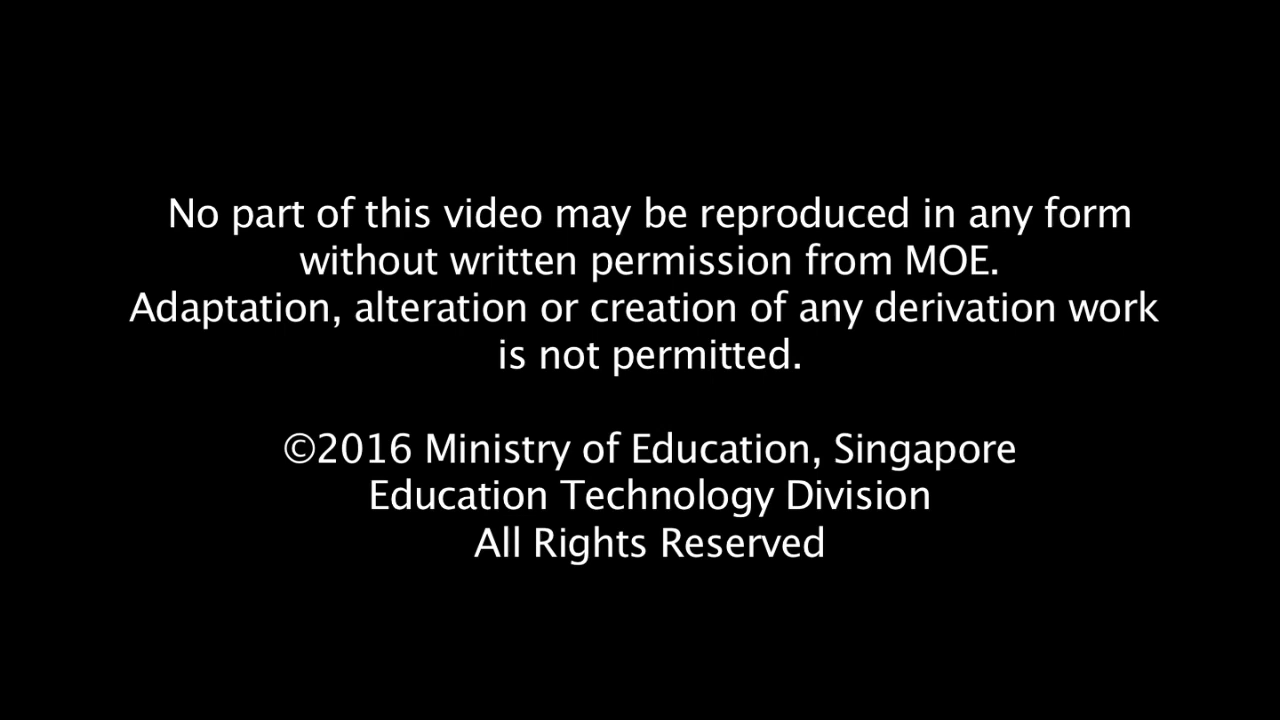 No part of this video may be reproduced in any form
without written permission from MOE.
Adaptation, alteration or creation of any derivation work
is not permitted.
©2016 Ministry of Education, Singapore
Education Technology Division
All Rights Reserved